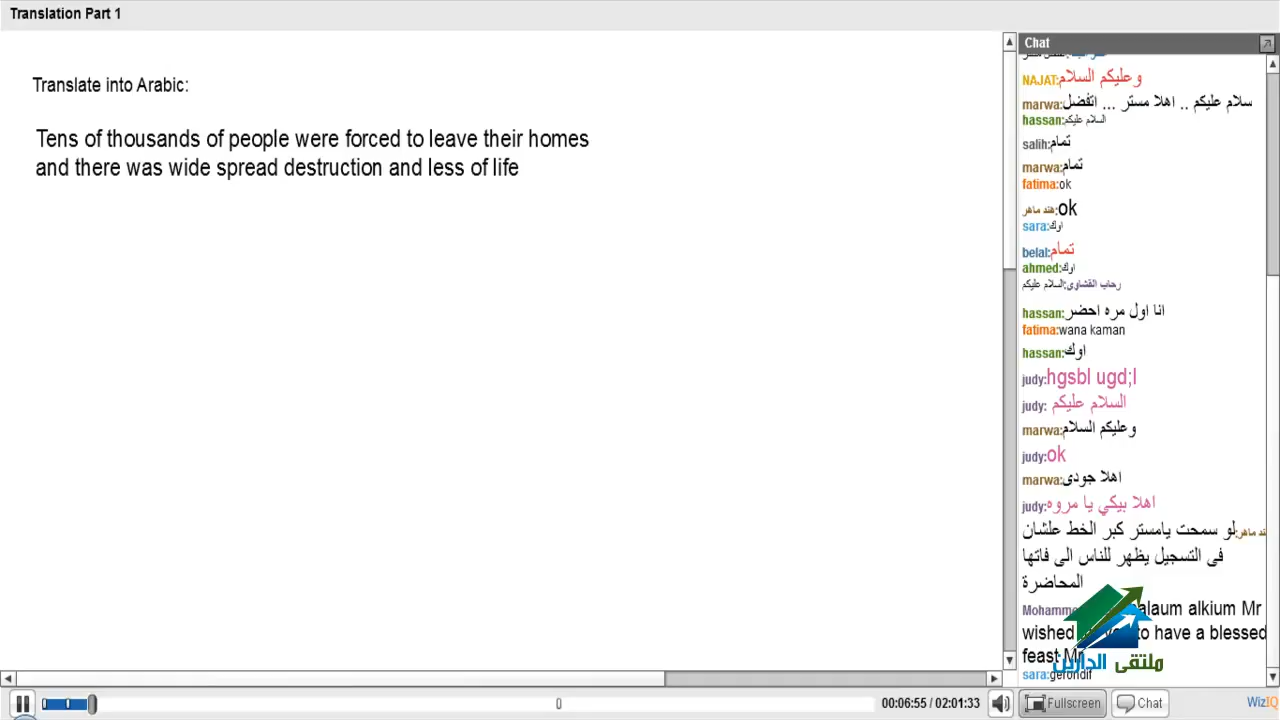 Translation Part 1
Translate into Arabic:
Tens of thousands of people were forced to leave their homes
and there was wide spread destruction and less of life
Chat
NAJAT:وعليكم السلام
marwa:سلام عليكم .. اهلا مستر ... اتفضل
hassan:السلام عليكم
salih:تمام
marwa:تمام
fatima:ok
هند ماهر:ok
sara:اوك
belal:تمام
ahmed:اوك
رحاب القشاوى:السلام عليكم
hassan:انا اول مره احضر
fatima:wana kaman
hassan:اوك
judy:hgsbl ugd;l
judy: السلام عليكم
marwa:وعليكم السلام
judy:ok
marwa:اهلا جودى
judy:اهلا بيكي يا مروه
هند ماهر:لو سمحت يامستر كبر الخط علشان
فى التسجيل يظهر للناس الى فاتها
المحاضرة
alaum alkium Mr
wished to have a blessed
feast Mr
ملتقى الدارين
sara:gerondif
00:06:55 / 02:01:33
Fullscreen
Chat
WizIQ